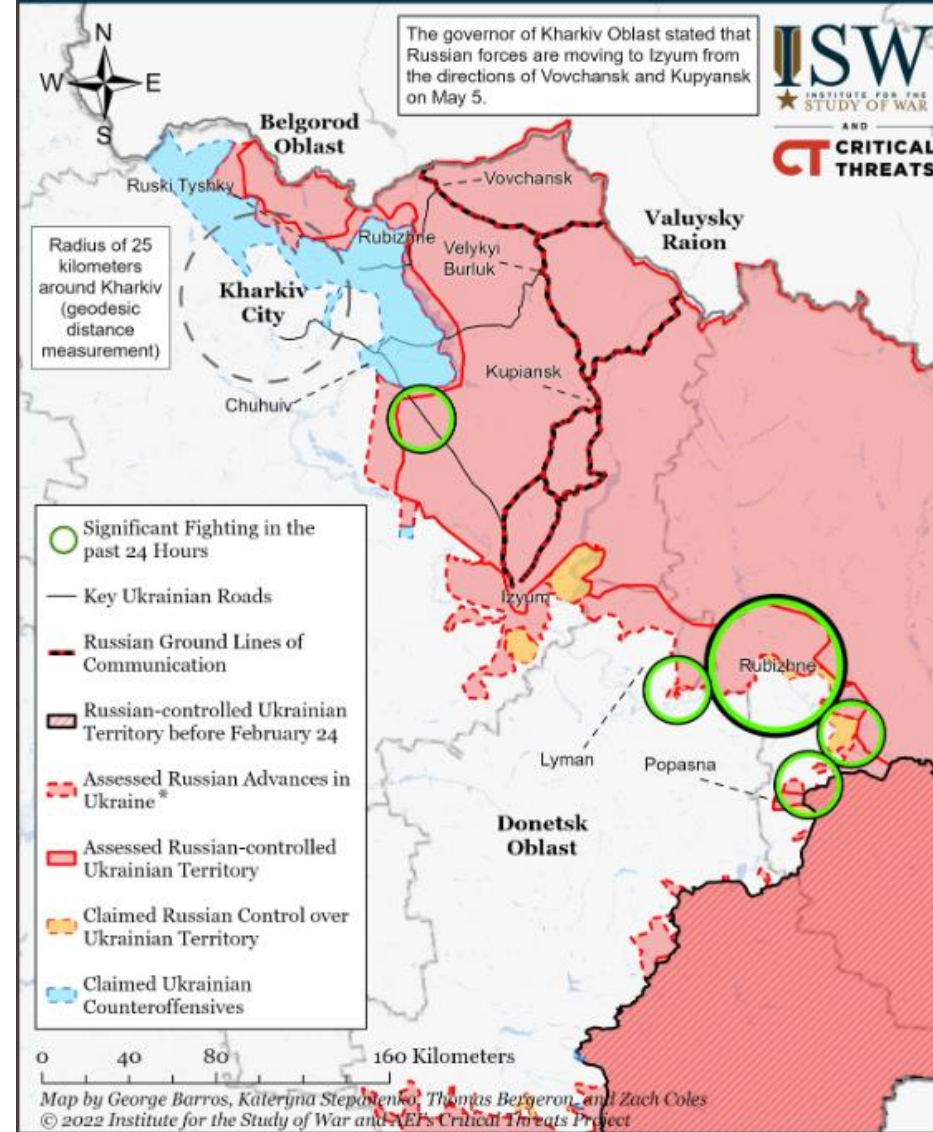 The governor of Kharkiv Oblast stated that
Russian forces are moving to Izyum from
the directions of Vovchansk and Kupyansk
on May 5.
ISW
INSTITUTE FOR THE
STUDY OF WAR
AND
CT CRITICAL
THREATS
N
W E
S
Belgorod
Oblast
Ruski Tyshky
Vovchansk
Valuysky
Raion
Rubizhne
Velykyi
Burluk
Radius of 25
kilometers
around Kharkiv
(geodesic
distance
measurement)
Kharkiv
City
Kupiansk
Chuhuiv
Izyum
Rubizhne
Lyman
Popasna
Donetsk
Oblast
Significant Fighting in the
past 24 Hours
Key Ukrainian Roads
Russian Ground Lines of
Communication
Russian-controlled Ukrainian
Territory before February 24
Assessed Russian Advances in
Ukraine*
Assessed Russian-controlled
Ukrainian Territory
Claimed Russian Control over
Ukrainian Territory
Claimed Ukrainian
Counteroffensives
0 40 80 160 Kilometers
Map by George Barros, Kateryna Stepanenko, Thomas Bergeron, and Zach Coles
© 2022 Institute for the Study of War and AEI's Critical Threats Project